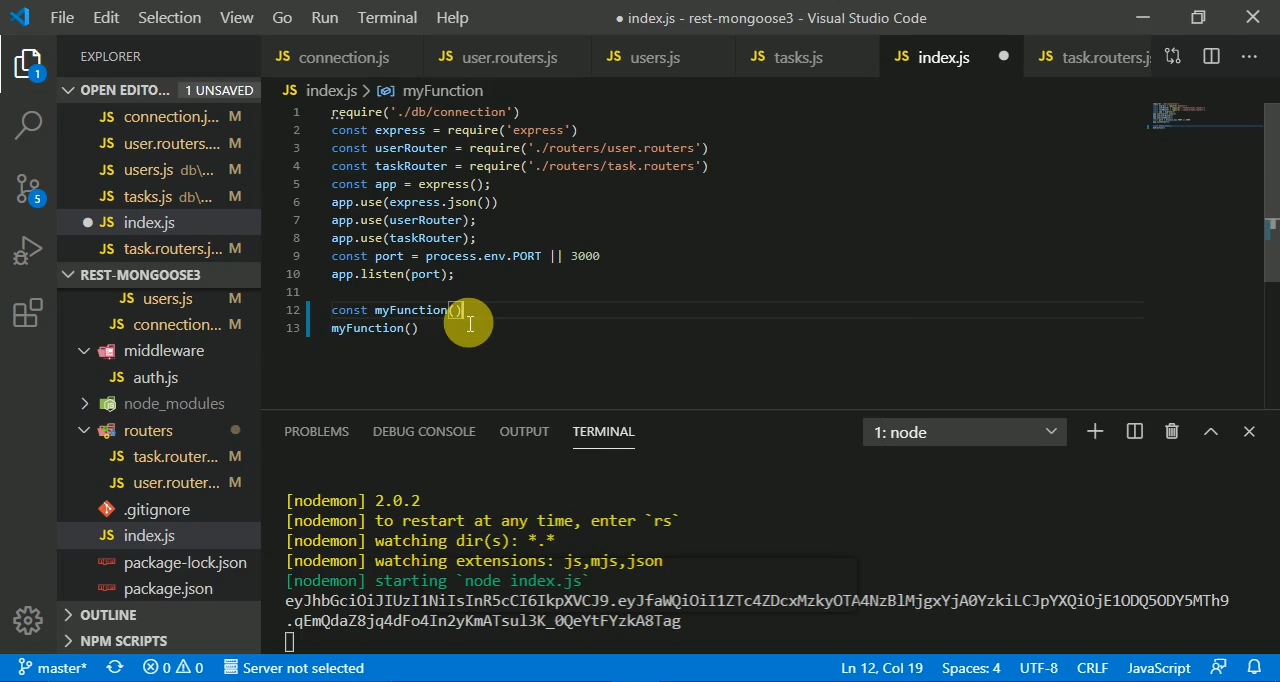 File Edit Selection View Go Run Terminal Help
● index.js - rest-mongoose3 - Visual Studio Code
EXPLORER
JS connection.js
JS user.routers.js
JS users.js
JS tasks.js
JS index.js
JS task.routers.j
OPEN EDITO... 1 UNSAVED
JS connection.j... M
JS user.routers.... M
JS users.js db\... M
JS tasks.js db\... M
JS index.js
JS task.routers.j... M
REST-MONGOOSE3
JS users.js M
JS connection... M
middleware
JS auth.js
node_modules
routers
JS task.router... M
JS user.router... M
.gitignore
JS index.js
package-lock.json
package.json
OUTLINE
NPM SCRIPTS
1
5
JS index.js > myFunction
1 require('./db/connection')
2 const express = require('express')
3 const userRouter = require('./routers/user.routers')
4 const taskRouter = require('./routers/task.routers')
5 const app = express();
6 app.use(express.json())
7 app.use(userRouter);
8 app.use(taskRouter);
9 const port = process.env.PORT || 3000
10 app.listen(port);
11
12 const myFunction()
13 myFunction()
PROBLEMS DEBUG CONSOLE OUTPUT TERMINAL
1: node
[nodemon] 2.0.2
[nodemon] to restart at any time, enter `rs`
[nodemon] watching dir(s): *.*
[nodemon] watching extensions: js,mjs,json
[nodemon] starting `node index.js`
eyJhbGciOiJIUzI1NiIsInR5cCI6IkpXVCJ9.eyJfaWQiOiI1ZTc4ZDcxMzkyOTA4NzBlMjgxYjA0YzkiLCJpYXQiOjE1ODQ5ODY5MTh9
.qEmQdaZ8jq4dFo4In2yKmATsul3K_0QeYtFYzkA8Tag
master* 0 0 Server not selected
Ln 12, Col 19 Spaces: 4 UTF-8 CRLF JavaScript